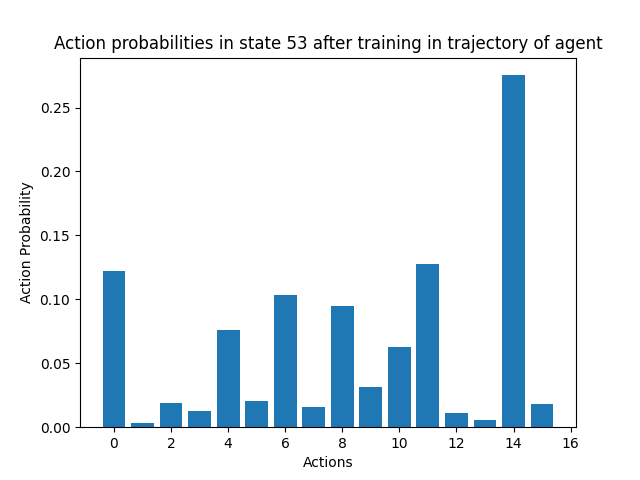 Action probabilities in state 53 after training in trajectory of agent
0.25
0.20
0.15
0.10
0.05
0.00
Action Probability
0 2 4 6 8 10 12 14 16
Actions